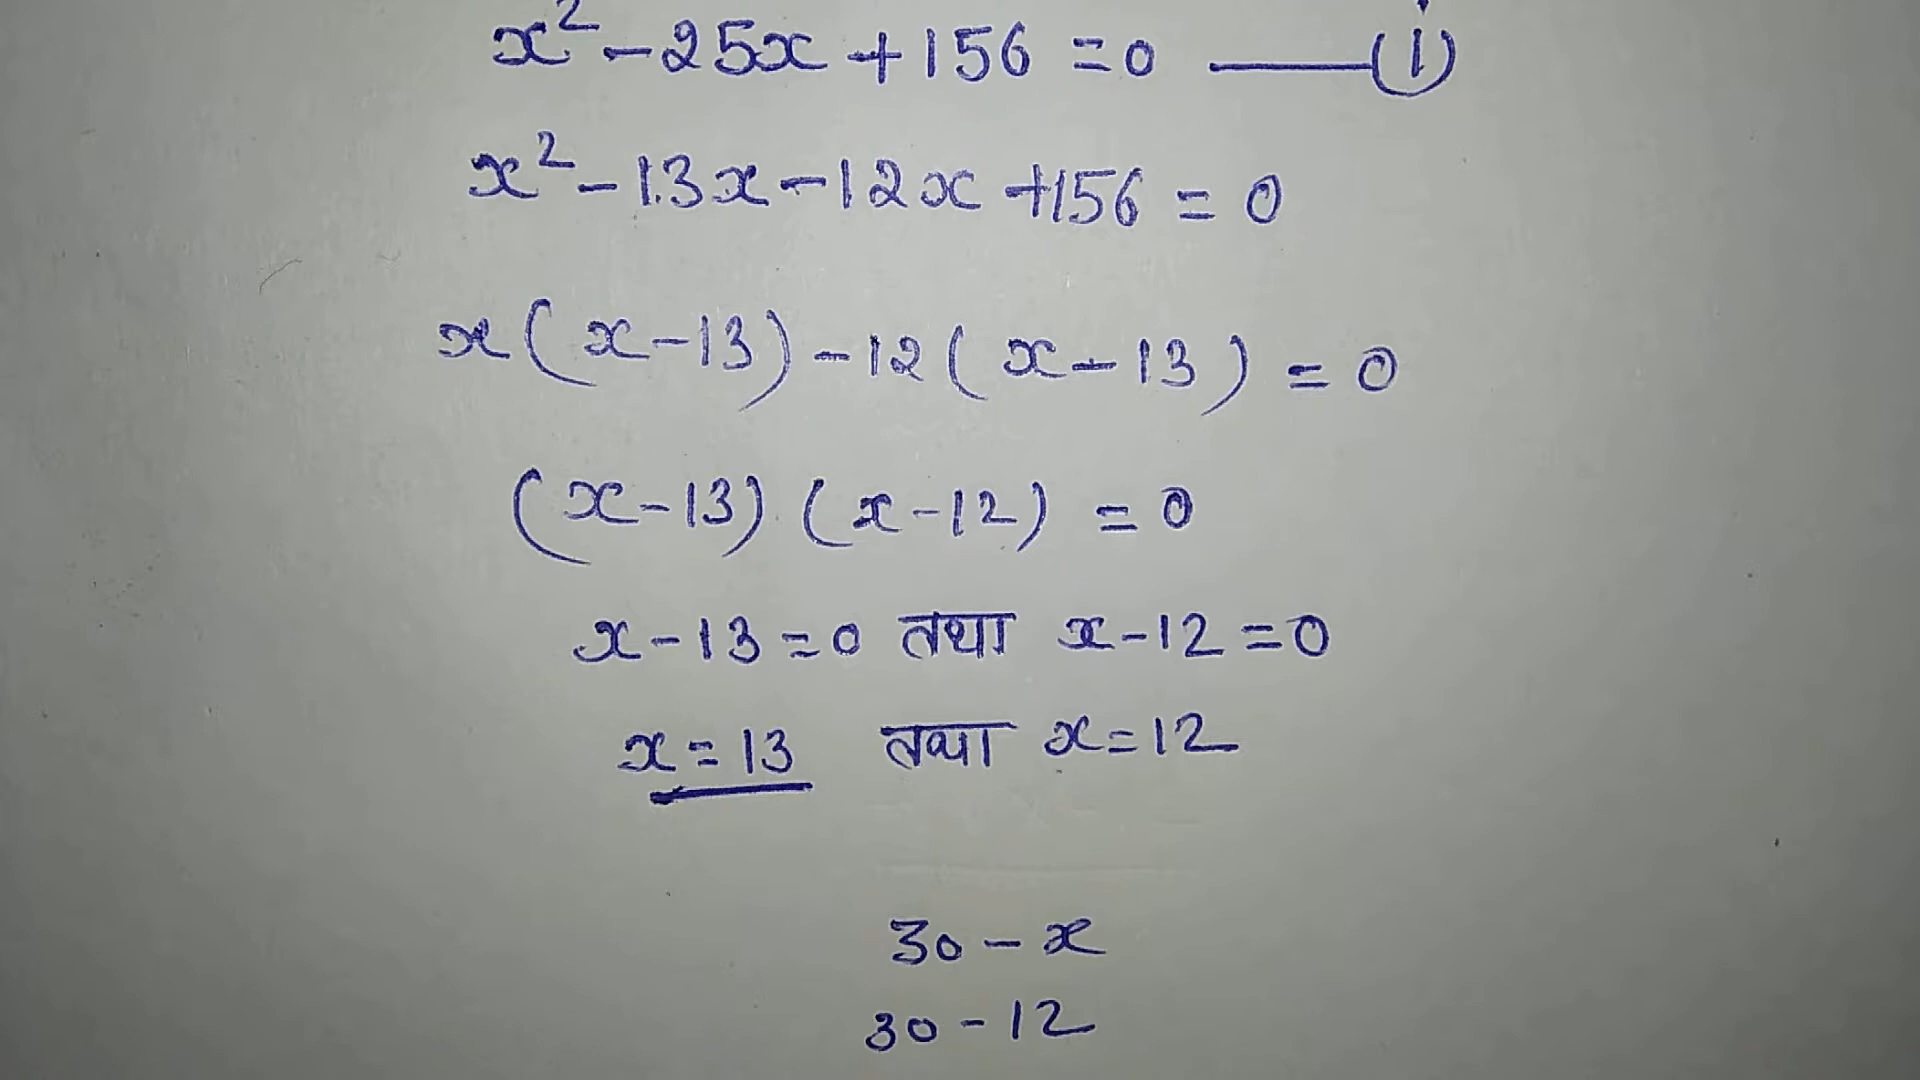 x² - 25x + 156 = 0 ——(i)
x² - 13x - 12x + 156 = 0
x(x - 13) - 12(x - 13) = 0
(x - 13) (x - 12) = 0
x - 13 = 0 तथा x - 12 = 0
x = 13 तथा x = 12
30 - x
30 - 12